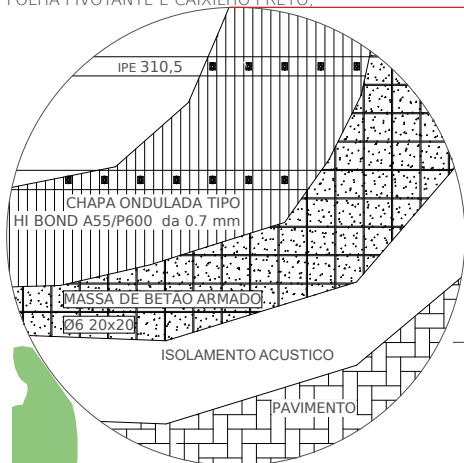 FOLHA PIVOTANTE E CAIXILHO PRETO;
IPE 310,5
CHAPA ONDULADA TIPO
HI BOND A55/P600 da 0.7 mm
MASSA DE BETAO ARMADO
Ø6 20x20
ISOLAMENTO ACUSTICO
PAVIMENTO